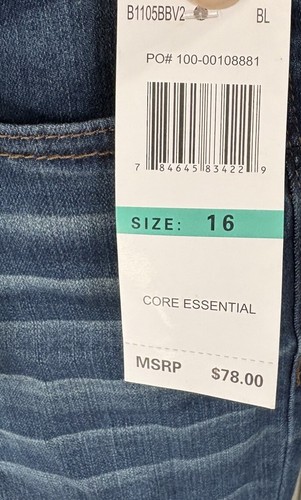 B1105BBV2 BL
PO# 100-00108881
7 84645 83422 9
SIZE: 16
CORE ESSENTIAL
MSRP $78.00